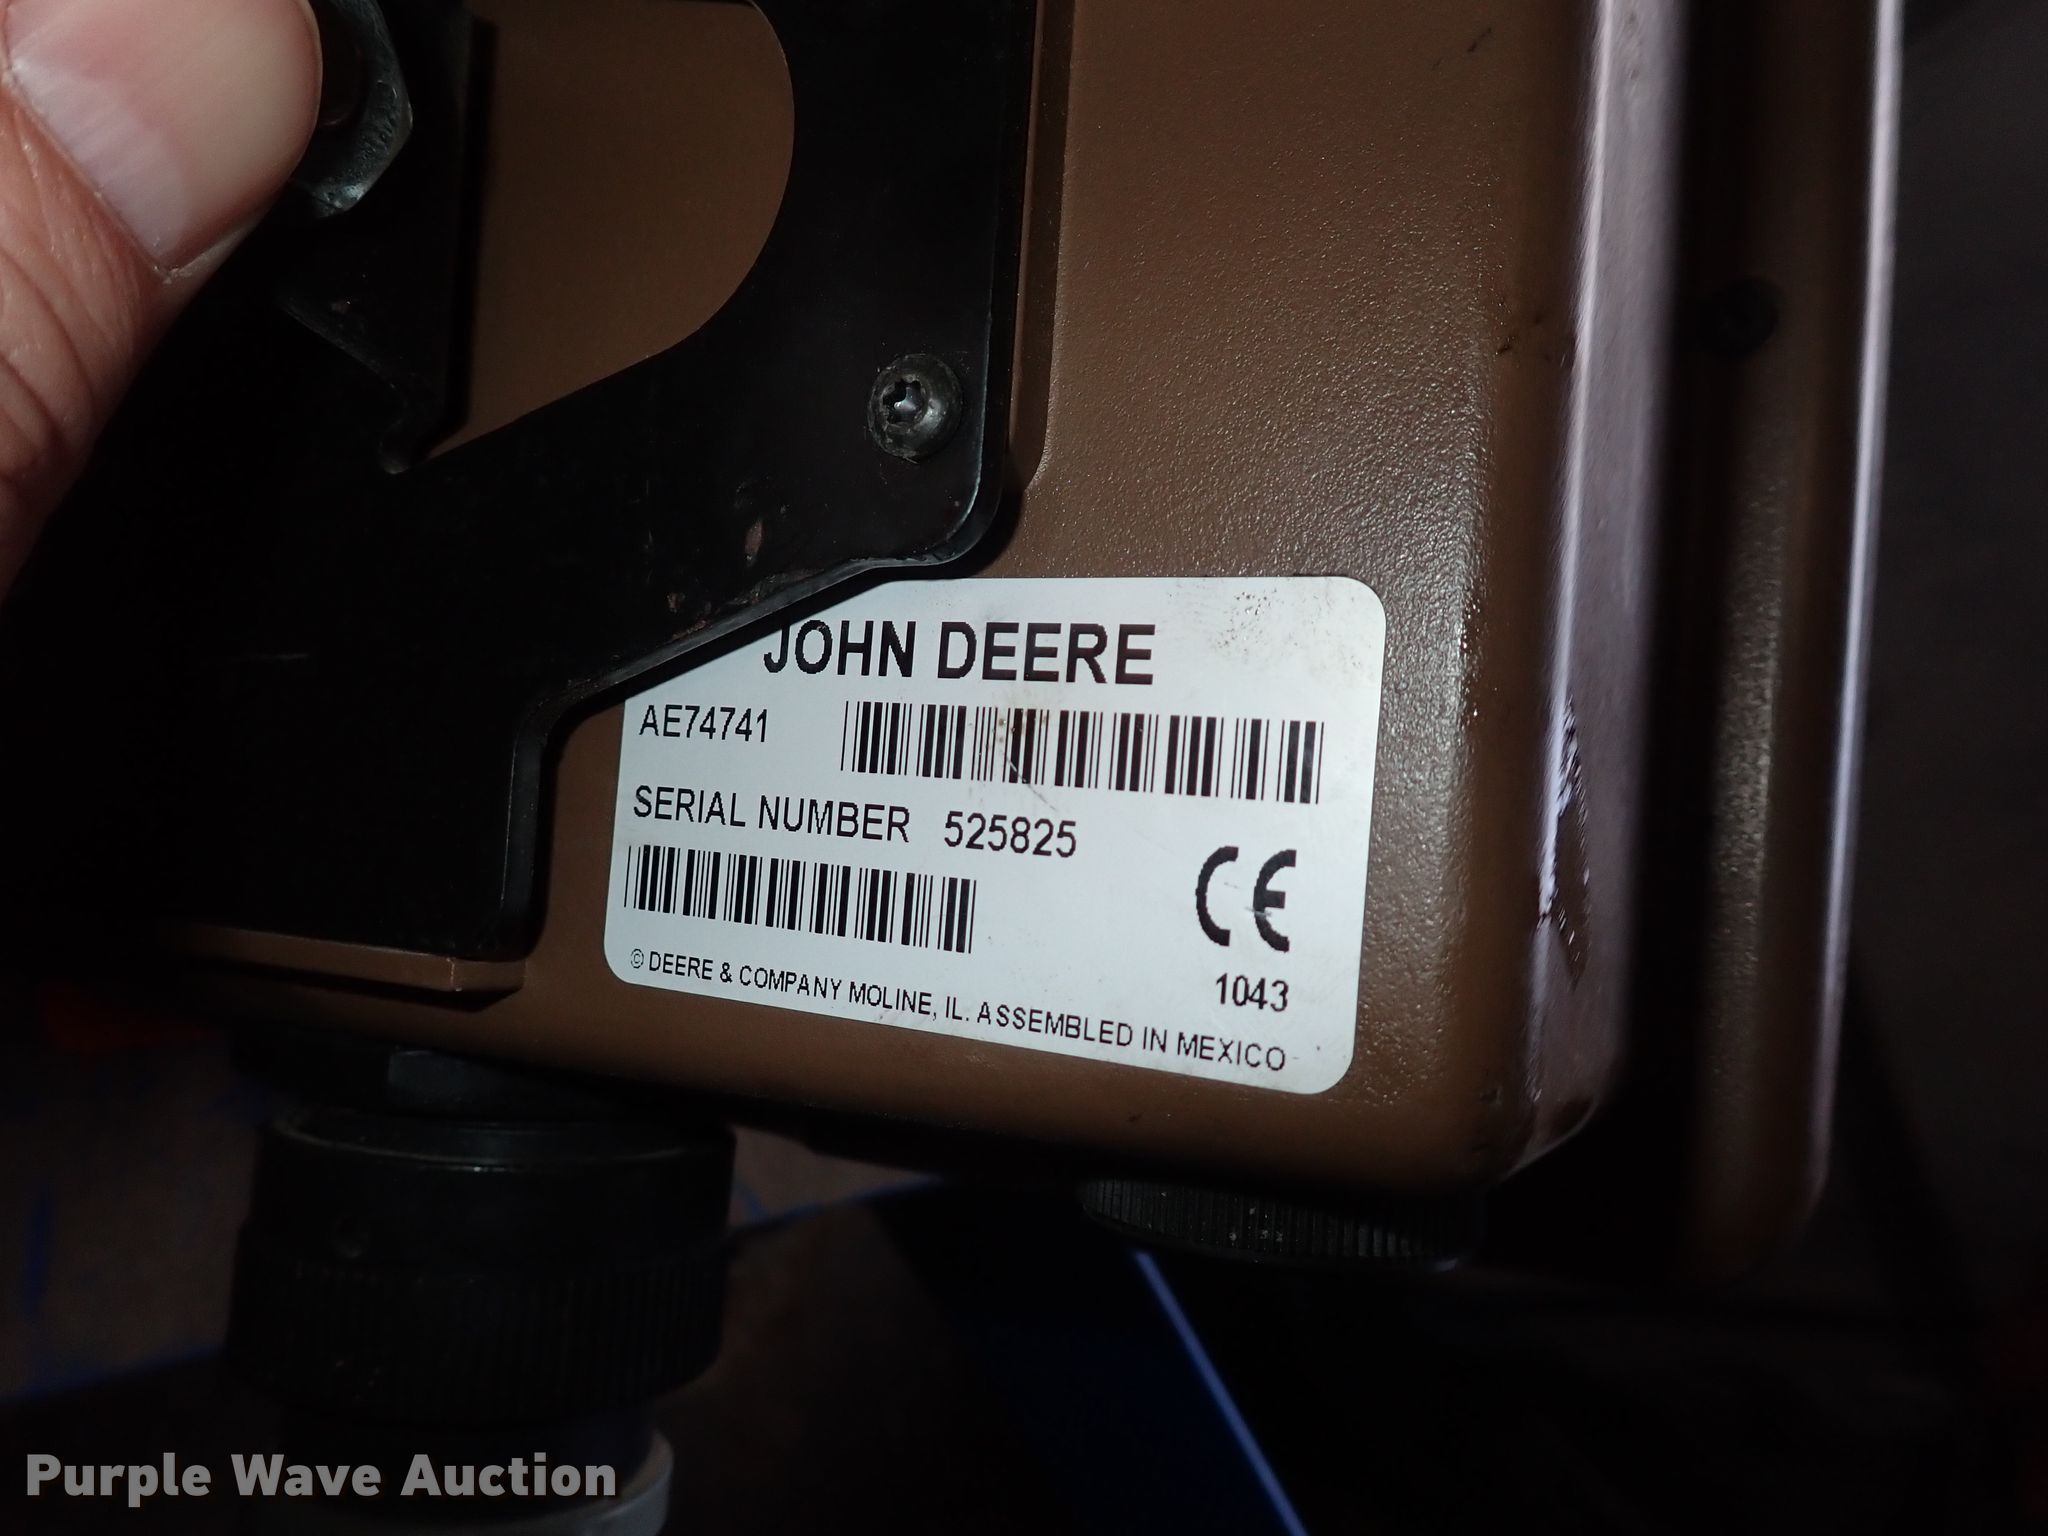 JOHN DEERE
AE74741
SERIAL NUMBER 525825
CE
1043
© DEERE & COMPANY MOLINE, IL. ASSEMBLED IN MEXICO
Purple Wave Auction